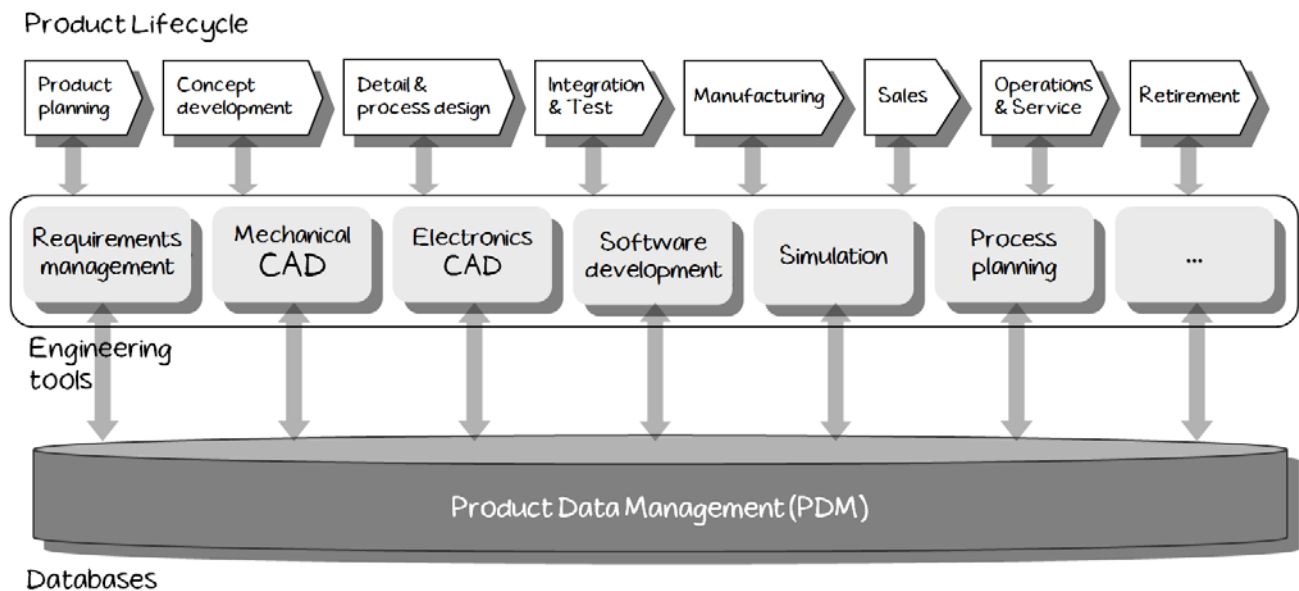 Product Lifecycle
Product
planning
Concept
development
Detail &
process design
Integration
& Test
Manufacturing
Sales
Operations
& Service
Retirement
Requirements
management
Mechanical
CAD
Electronics
CAD
Software
development
Simulation
Process
planning
...
Engineering
tools
Product Data Management (PDM)
Databases